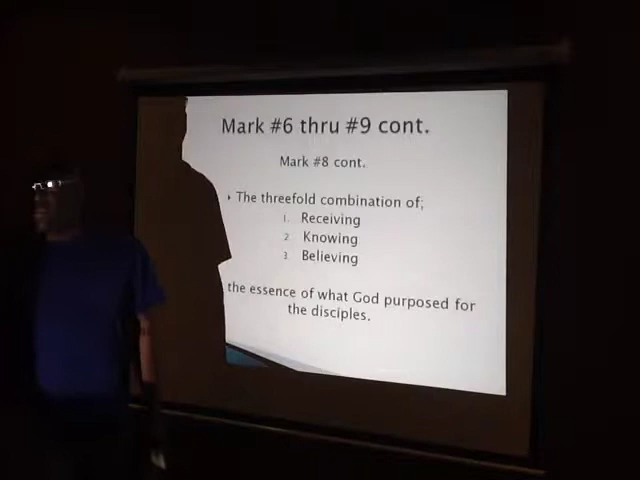 Mark #6 thru #9 cont.
Mark #8 cont.
The threefold combination of;
1. Receiving
2. Knowing
3. Believing
the essence of what God purposed for
the disciples.